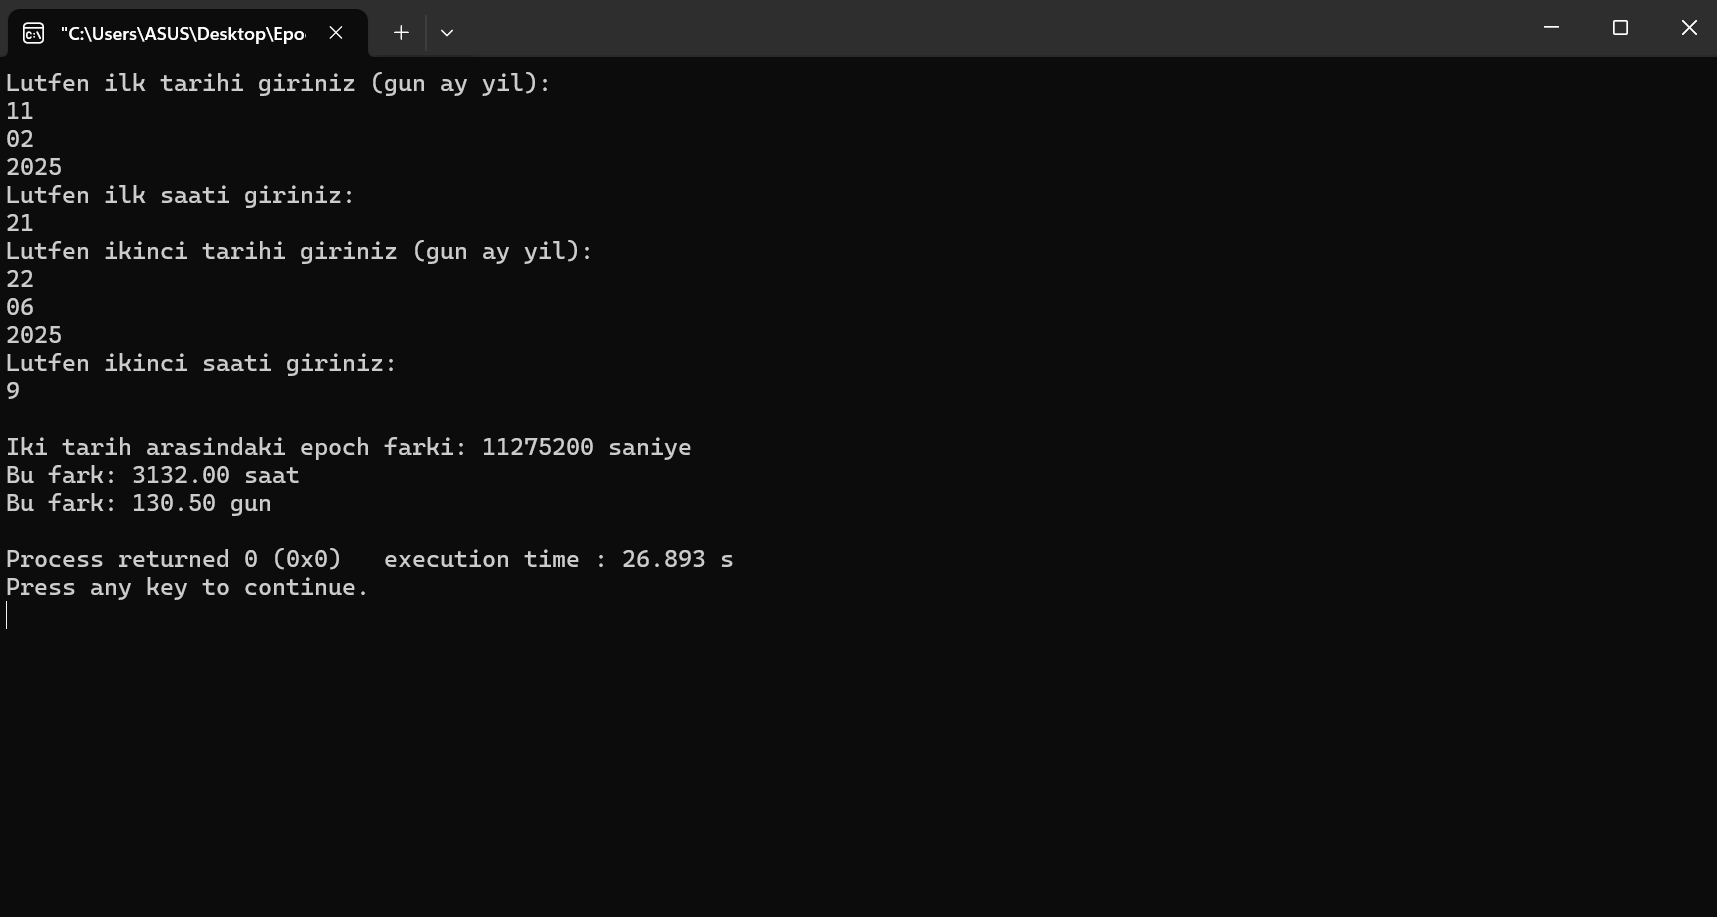 "C:\Users\ASUS\Desktop\Epo
Lutfen ilk tarihi giriniz (gun ay yil):
11
02
2025
Lutfen ilk saati giriniz:
21
Lutfen ikinci tarihi giriniz (gun ay yil):
22
06
2025
Lutfen ikinci saati giriniz:
9
Iki tarih arasindaki epoch farki: 11275200 saniye
Bu fark: 3132.00 saat
Bu fark: 130.50 gun
Process returned 0 (0x0)   execution time : 26.893 s
Press any key to continue.